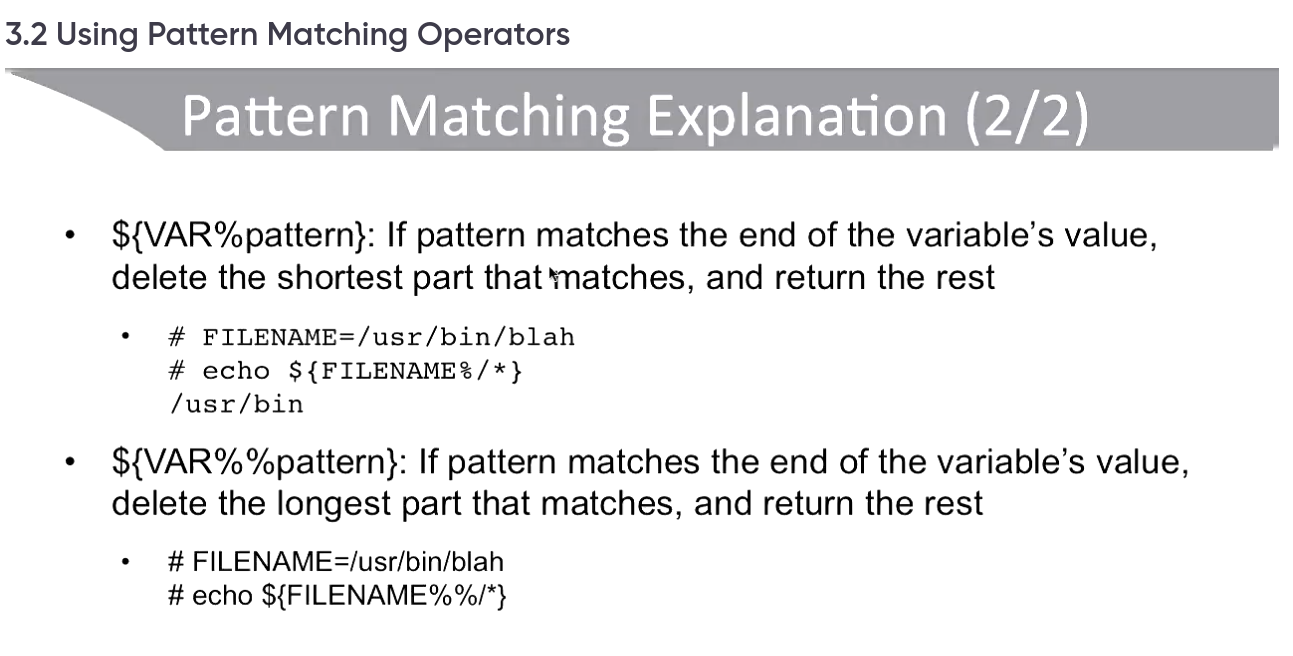 3.2 Using Pattern Matching Operators
Pattern Matching Explanation (2/2)
• ${VAR%pattern}: If pattern matches the end of the variable’s value,
delete the shortest part that matches, and return the rest
• # FILENAME=/usr/bin/blah
# echo ${FILENAME%/*}
/usr/bin
• ${VAR%%pattern}: If pattern matches the end of the variable’s value,
delete the longest part that matches, and return the rest
• # FILENAME=/usr/bin/blah
# echo ${FILENAME%%/*}